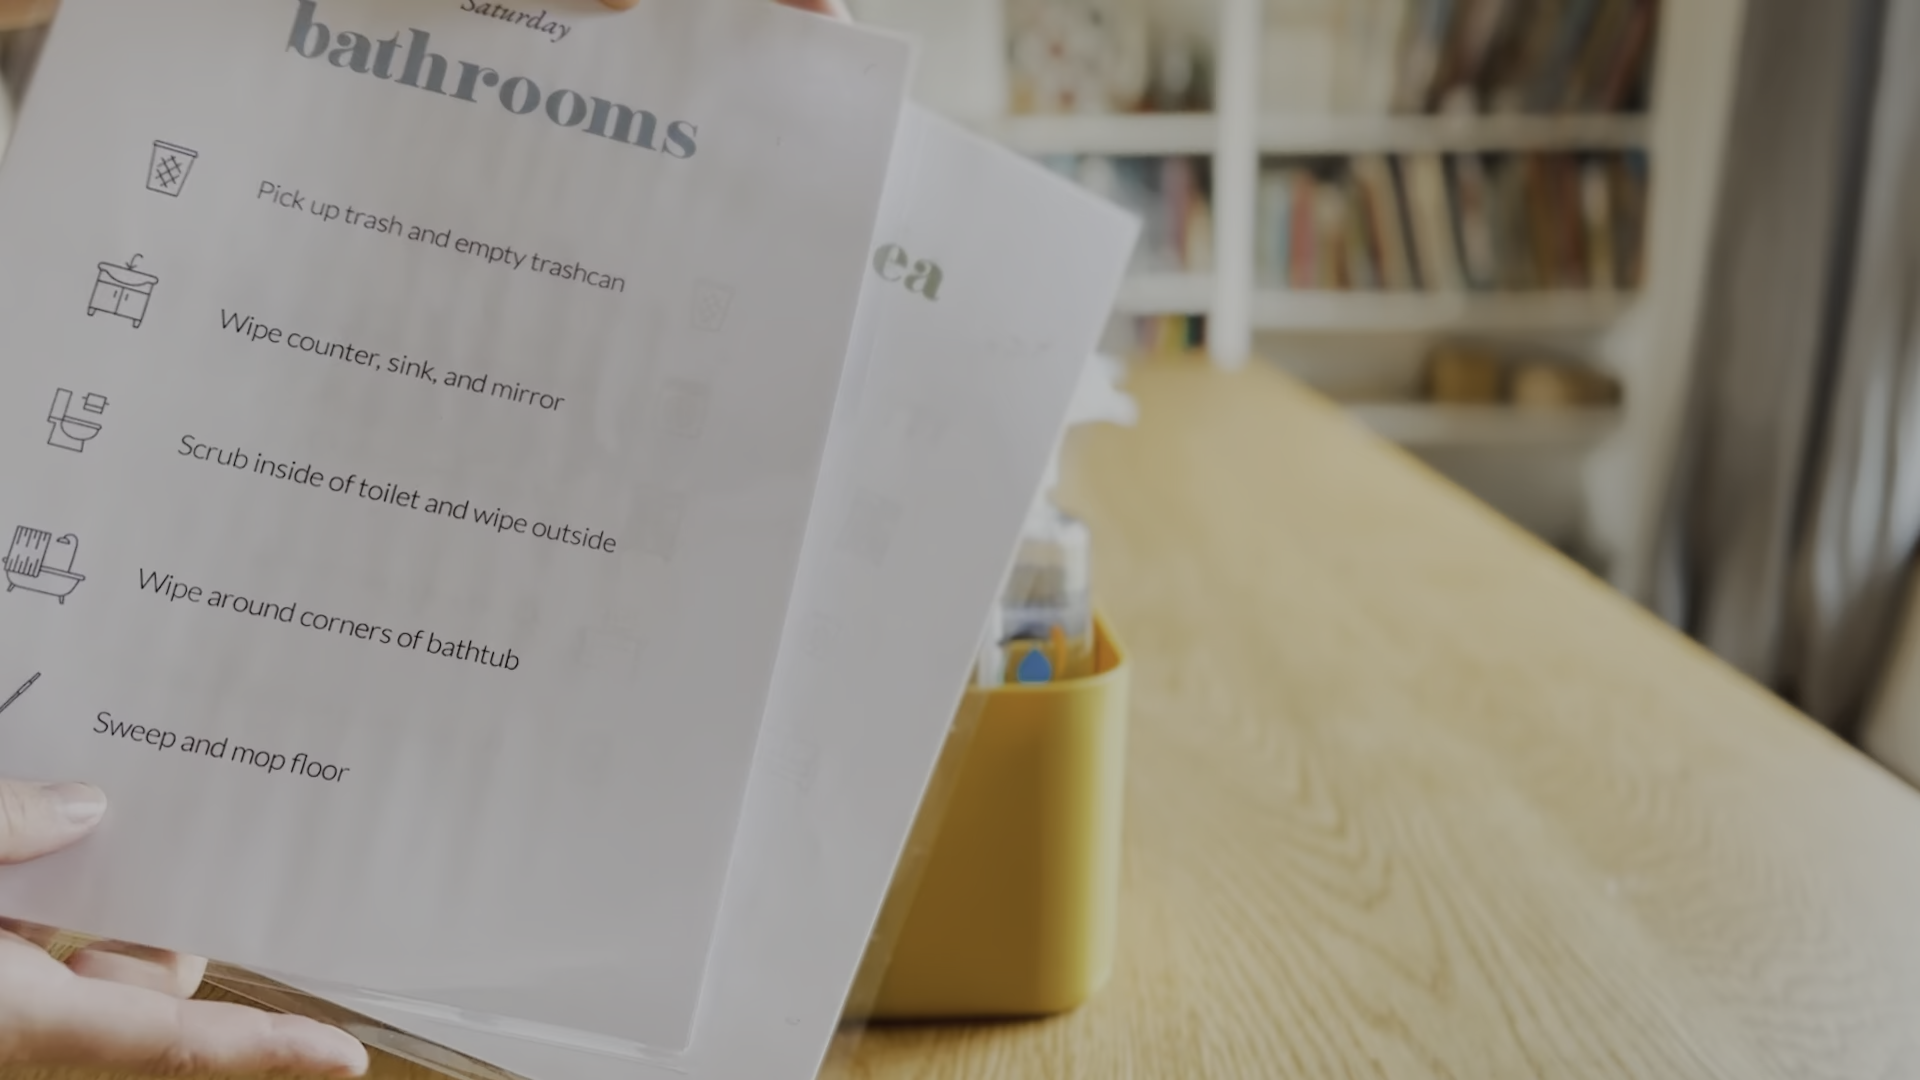 Saturday
bathrooms
Pick up trash and empty trashcan
Wipe counter, sink, and mirror
Scrub inside of toilet and wipe outside
Wipe around corners of bathtub
Sweep and mop floor
ea